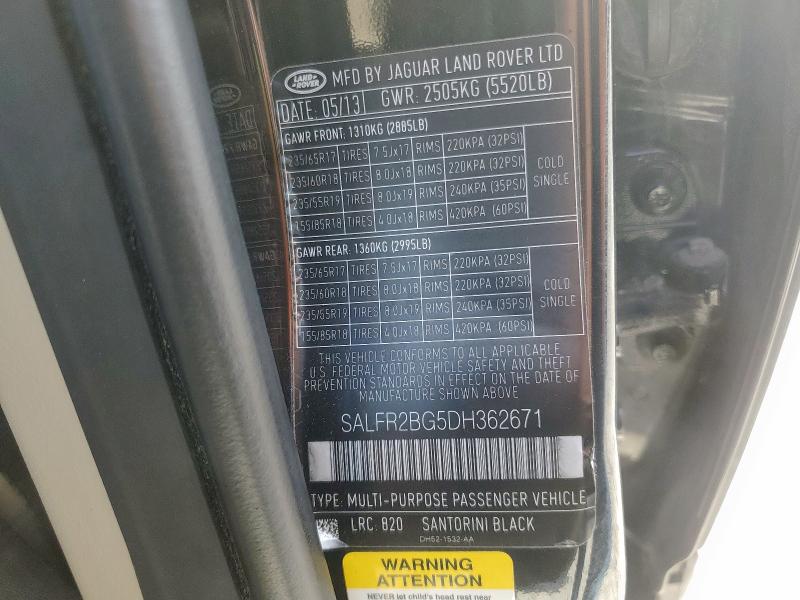 LAND ROVER
MFD BY JAGUAR LAND ROVER LTD
DATE: 05/13 GWR: 2505KG (5520LB)
GAWR FRONT: 1310KG (2885LB)
235/65R17 TIRES 7.5Jx17 RIMS 220KPA (32PSI)
235/60R18 TIRES 8.0Jx18 RIMS 220KPA (32PSI)
235/55R19 TIRES 8.0Jx19 RIMS 240KPA (35PSI)
155/85R18 TIRES 4.0Jx18 RIMS 420KPA (60PSI)
COLD
SINGLE
GAWR REAR: 1360KG (2995LB)
235/65R17 TIRES 7.5Jx17 RIMS 220KPA (32PSI)
235/60R18 TIRES 8.0Jx18 RIMS 220KPA (32PSI)
235/55R19 TIRES 8.0Jx19 RIMS 240KPA (35PSI)
155/85R18 TIRES 4.0Jx18 RIMS 420KPA (60PSI)
COLD
SINGLE
THIS VEHICLE CONFORMS TO ALL APPLICABLE
U.S. FEDERAL MOTOR VEHICLE SAFETY AND THEFT
PREVENTION STANDARDS IN EFFECT ON THE DATE OF
MANUFACTURE SHOWN ABOVE
SALFR2BG5DH362671
TYPE: MULTI-PURPOSE PASSENGER VEHICLE
LRC: 820 SANTORINI BLACK
DH52-1532-AA
WARNING
ATTENTION
NEVER let child's head rest near